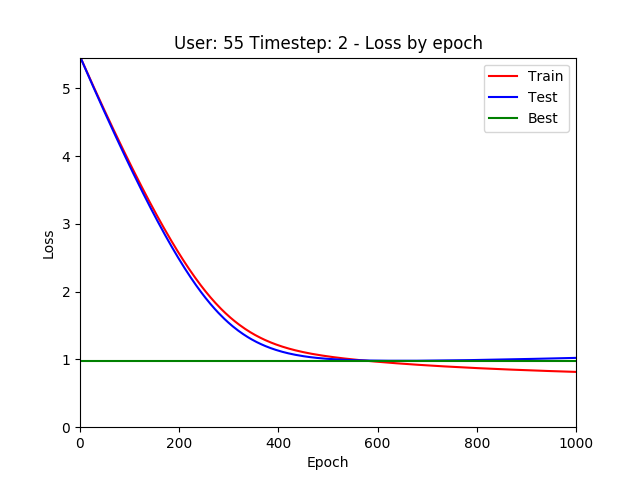 User: 55 Timestep: 2 - Loss by epoch
Train
Test
Best
5
4
3
2
1
0
Loss
0 200 400 600 800 1000
Epoch